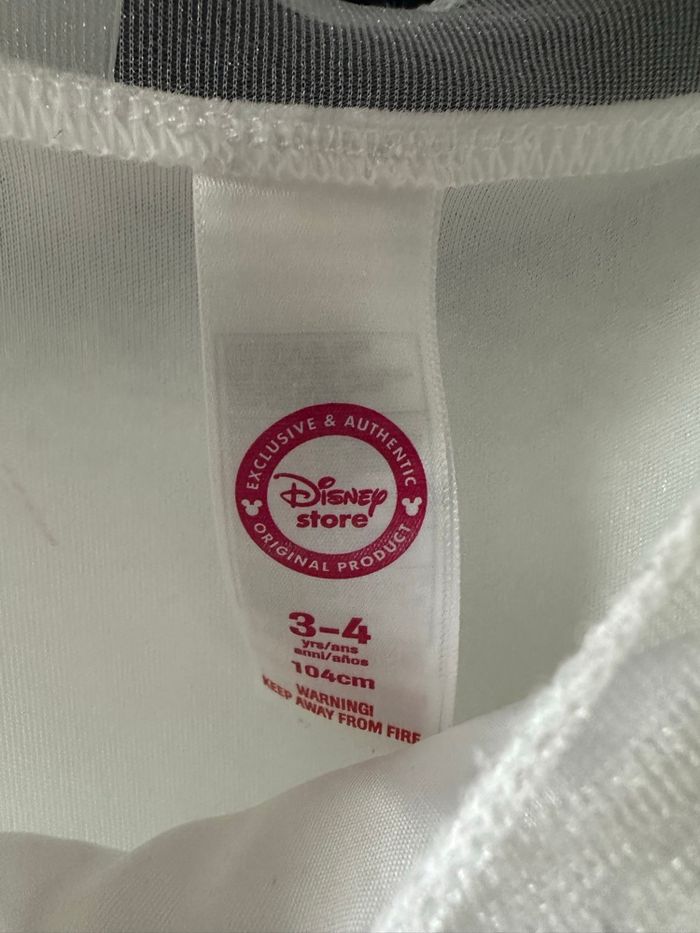 EXCLUSIVE & AUTHENTIC
Disney
store
ORIGINAL PRODUCT
3–4
yrs/ans
anni/años
104cm
WARNING!
KEEP AWAY FROM FIRE